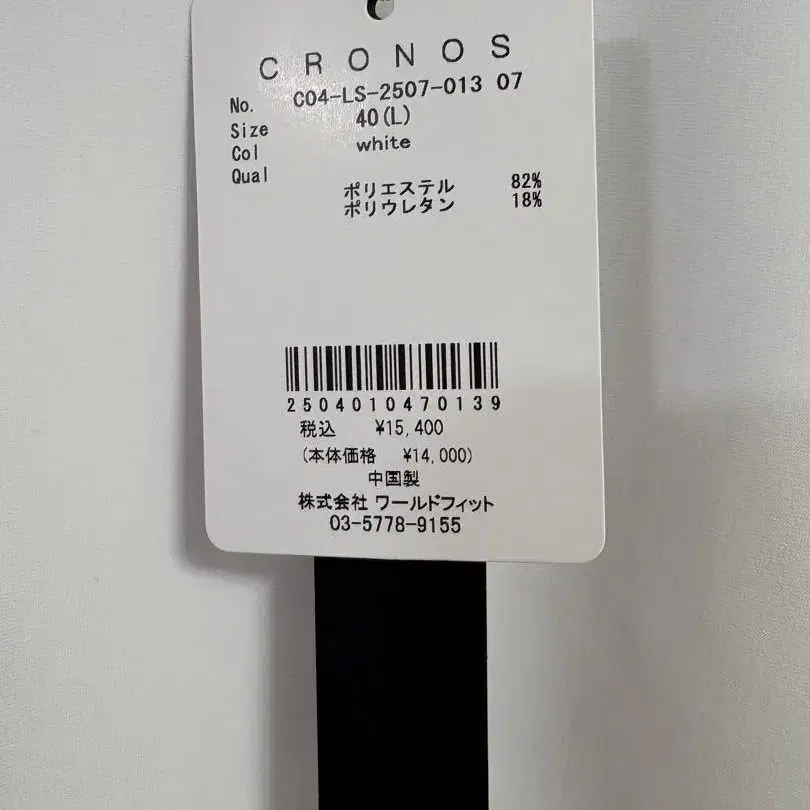 CRONOS
No. C04-LS-2507-013 07
Size 40(L)
Col white
Qual
ポリエステル 82%
ポリウレタン 18%
2504010470139
税込 ¥15,400
(本体価格 ¥14,000)
中国製
株式会社 ワールドフィット
03-5778-9155